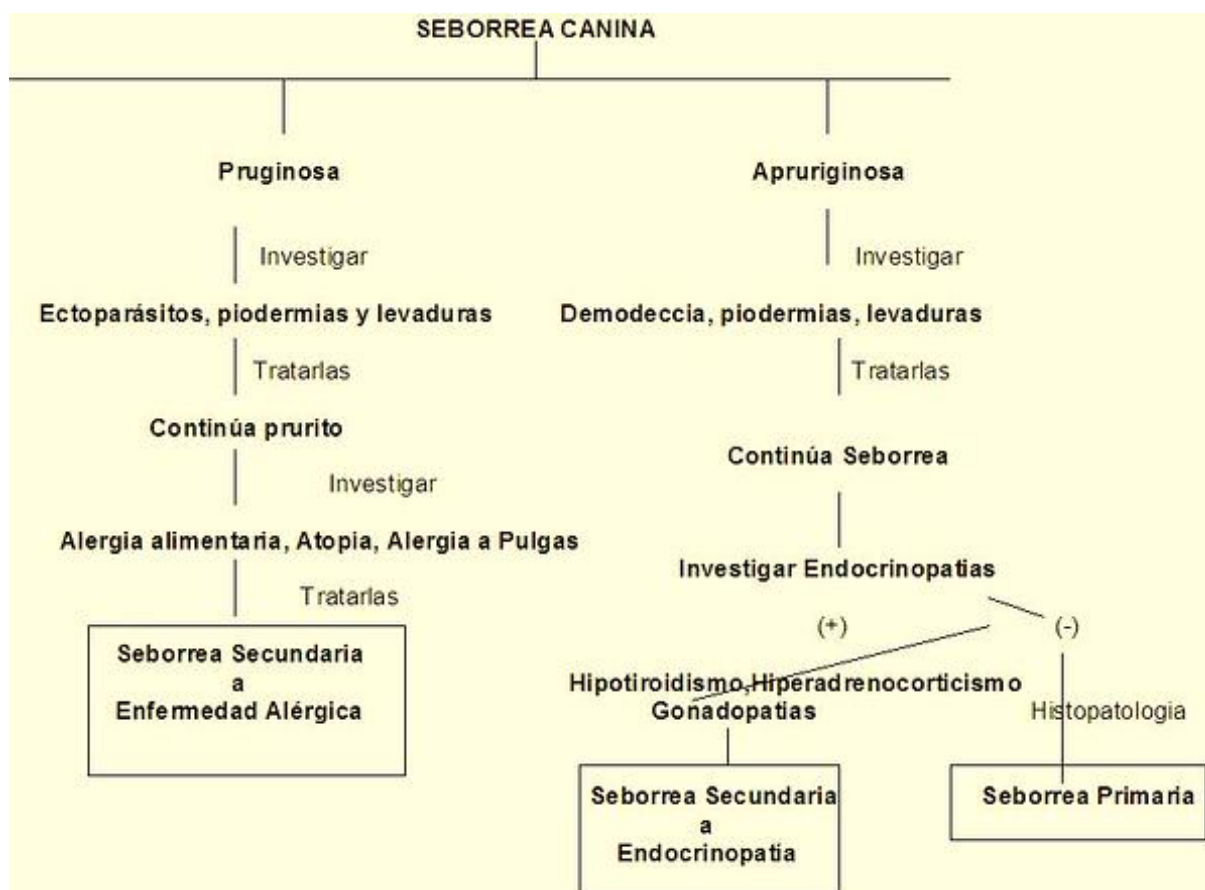 SEBORREA CANINA
Pruginosa
Apruriginosa
Investigar
Investigar
Ectoparásitos, piodermias y levaduras
Demodeccia, piodermias, levaduras
Tratarlas
Tratarlas
Continúa prurito
Continúa Seborrea
Investigar
Alergia alimentaria, Atopia, Alergia a Pulgas
Investigar Endocrinopatias
Tratarlas
(+)
(-)
Seborrea Secundaria
a
Enfermedad Alérgica
Hipotiroidismo,Hiperadrenocorticismo
Gonadopatias
Histopatologia
Seborrea Secundaria
a
Endocrinopatía
Seborrea Primaria